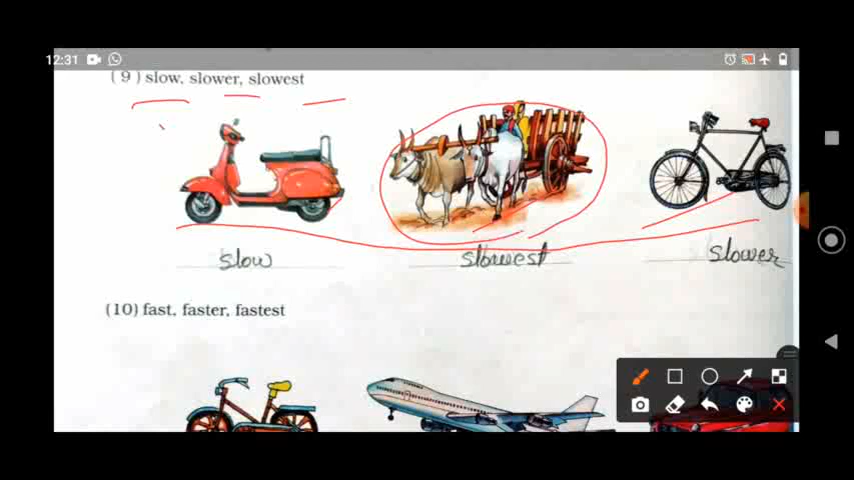 12:31
(9) slow, slower, slowest
slow slowest slower
(10) fast, faster, fastest